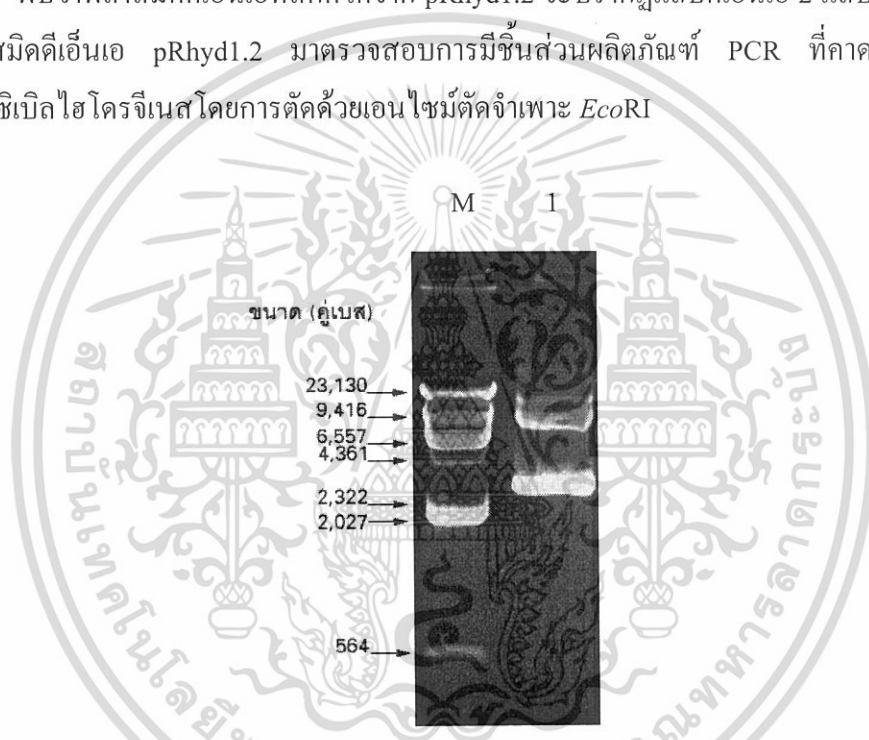 สมิดดีเอ็นเอ pRhyd1.2 มาตรวจสอบการมีชิ้นส่วนผลิตภัณฑ์ PCR ที่คาด
ซิเบิลไฮโดรจีเนสโดยการตัดด้วยเอนไซม์ตัดจำเพาะ EcoRI
M 1
ขนาด (คู่เบส)
23,130
9,416
6,557
4,361
2,322
2,027
564